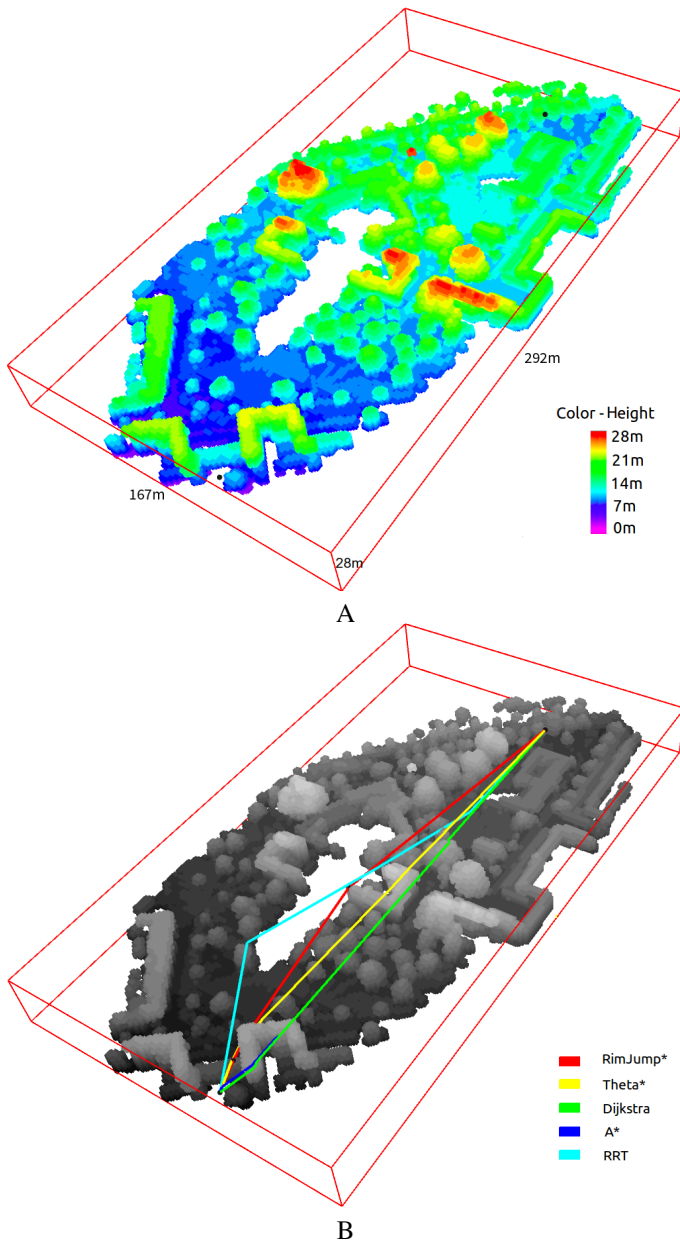 292m
Color - Height
28m
21m
14m
7m
0m
167m
28m
A
RimJump*
Theta*
Dijkstra
A*
RRT
B